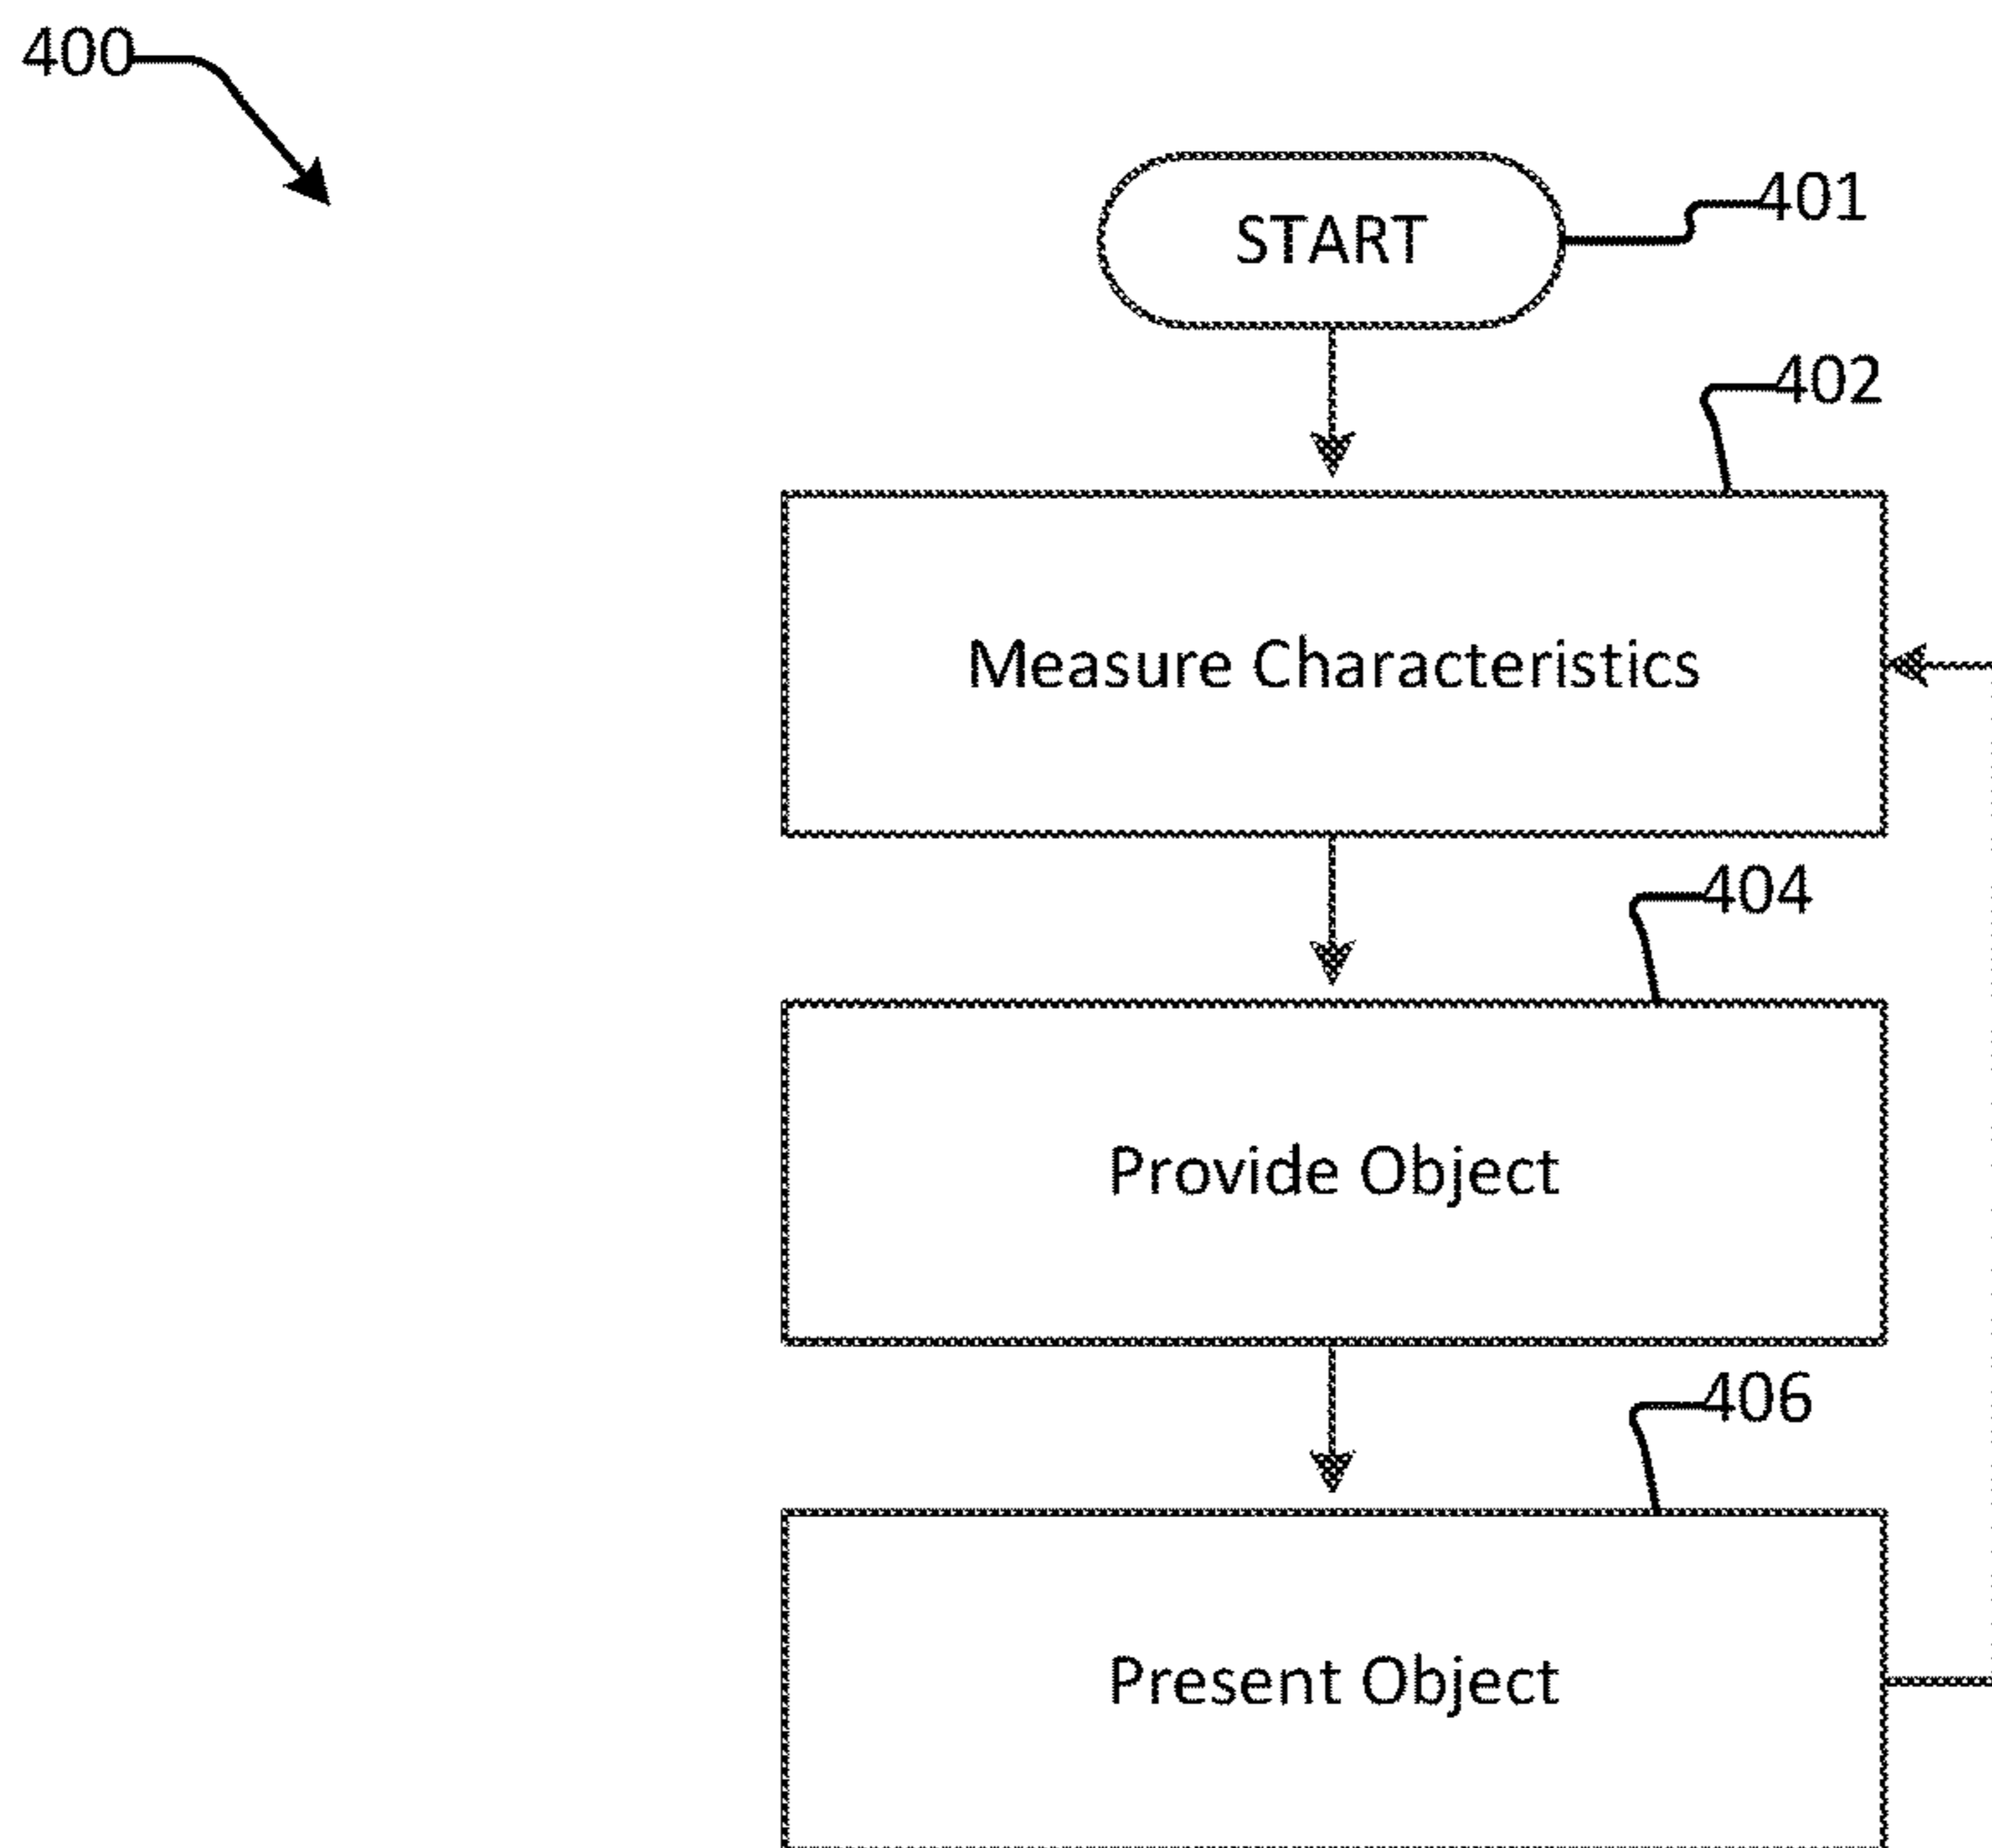 400
START
401
402
Measure Characteristics
404
Provide Object
406
Present Object